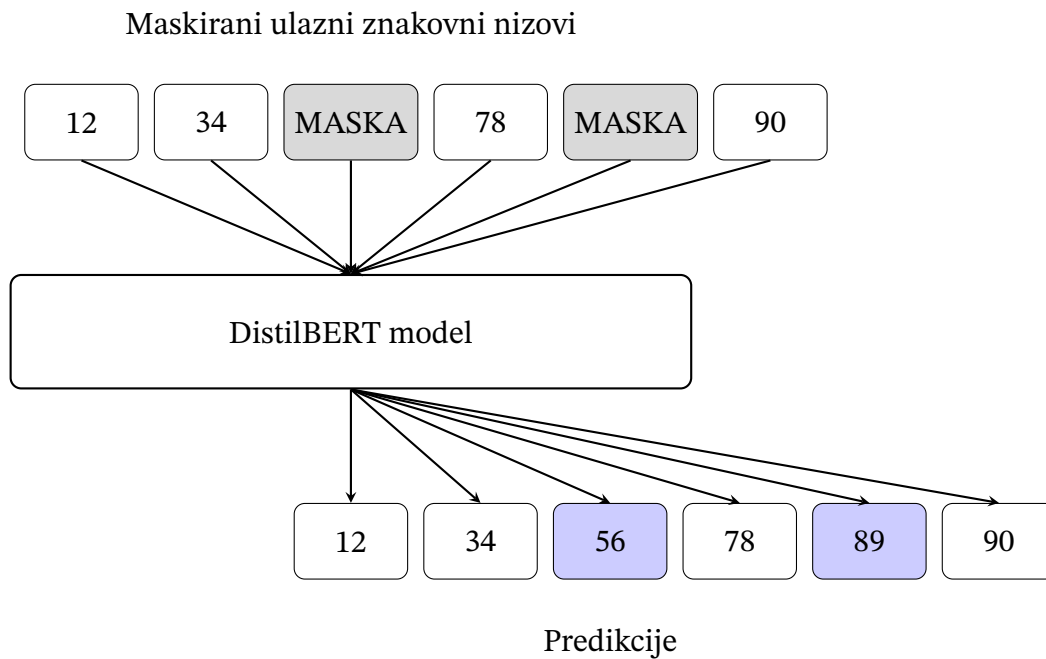 Maskirani ulazni znakovni nizovi
12 34 MASKA 78 MASKA 90
DistilBERT model
12 34 56 78 89 90
Predikcije